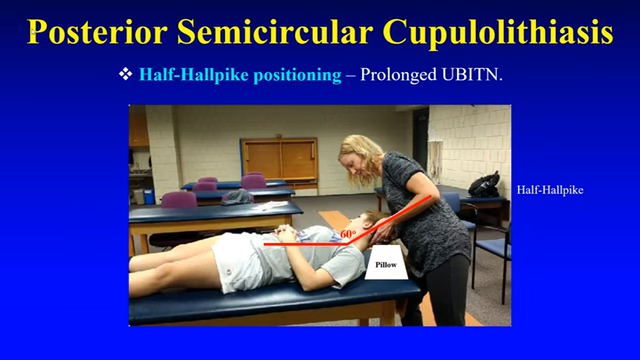 Posterior Semicircular Cupulolithiasis
❖ Half-Hallpike positioning – Prolonged UBITN.
Half-Hallpike
60°
Pillow